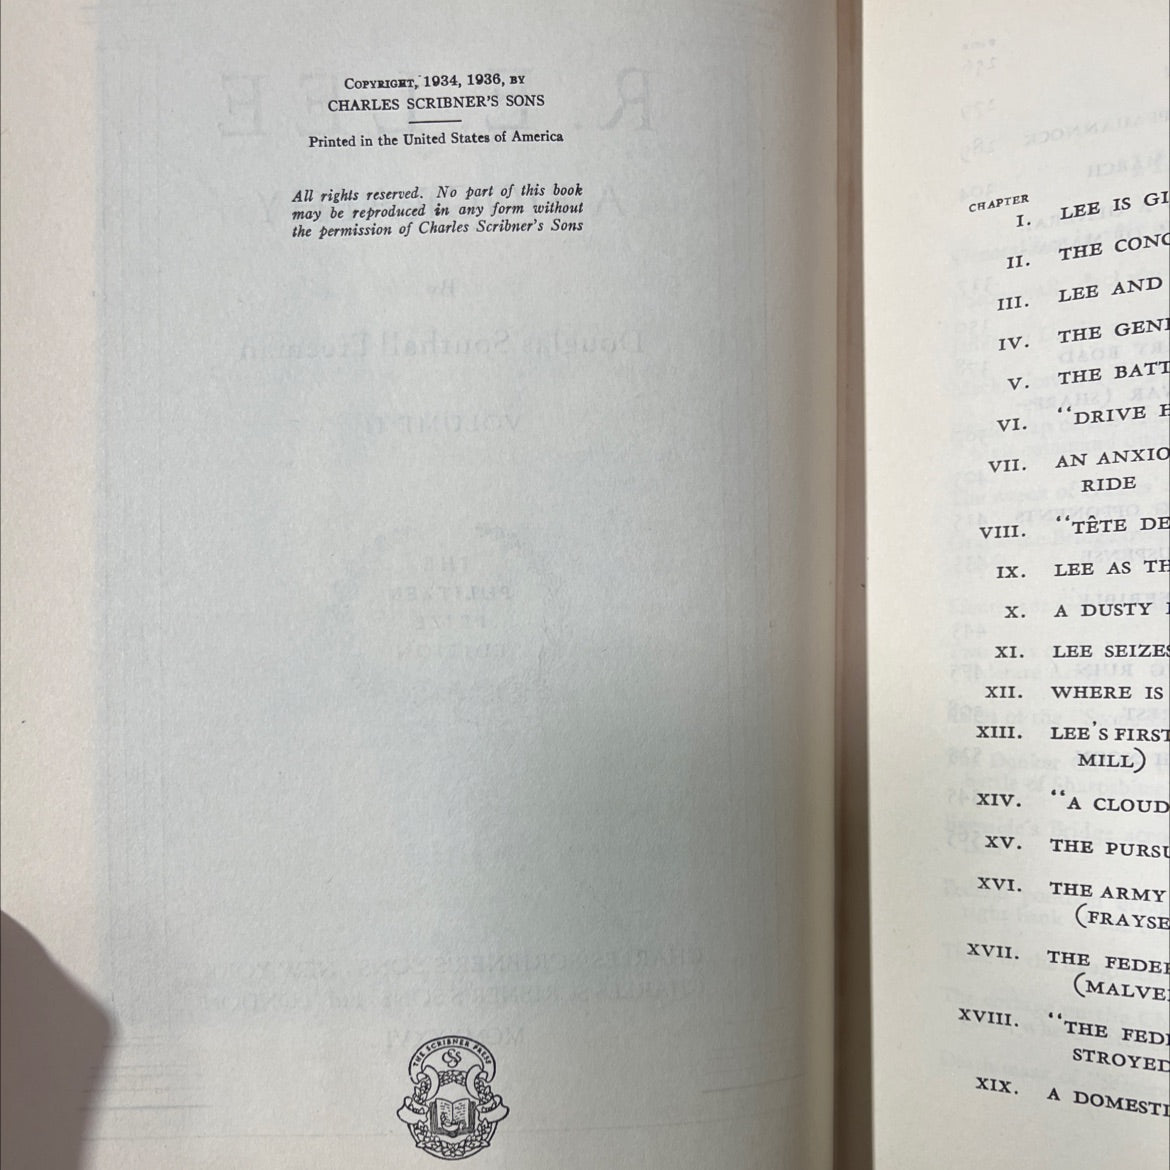 COPYRIGHT, 1934, 1936, BY
CHARLES SCRIBNER'S SONS
Printed in the United States of America
All rights reserved. No part of this book
may be reproduced in any form without
the permission of Charles Scribner's Sons
THE SCRIBNER PRESS
CHAPTER
I. LEE IS GI
II. THE CONC
III. LEE AND
IV. THE GENE
V. THE BATT
VI. "DRIVE H
VII. AN ANXIO
RIDE
VIII. "TÊTE DE
IX. LEE AS TH
X. A DUSTY
XI. LEE SEIZES
XII. WHERE IS
XIII. LEE'S FIRST
MILL)
XIV. "A CLOUD
XV. THE PURSU
XVI. THE ARMY
(FRAYSE
XVII. THE FEDE
(MALVE
XVIII. "THE FED
STROYED
XIX. A DOMESTI